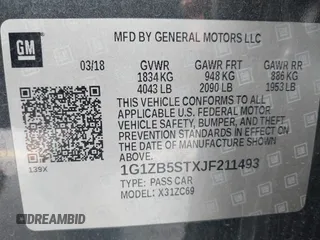 GM
MFD BY GENERAL MOTORS LLC
03/18 GVWR GAWR FRT GAWR RR
1834 KG 948 KG 886 KG
4043 LB 2090 LB 1953 LB
THIS VEHICLE CONFORMS TO ALL APPLICABLE
U.S. FEDERAL MOTOR
VEHICLE SAFETY, BUMPER, AND THEFT
PREVENTION STANDARDS IN EFFECT ON THE
DATE OF MANUFACTURE SHOWN ABOVE.
1G1ZB5STXJF211493
TYPE: PASS CAR
MODEL: X31ZC69
139X
DREAMBID